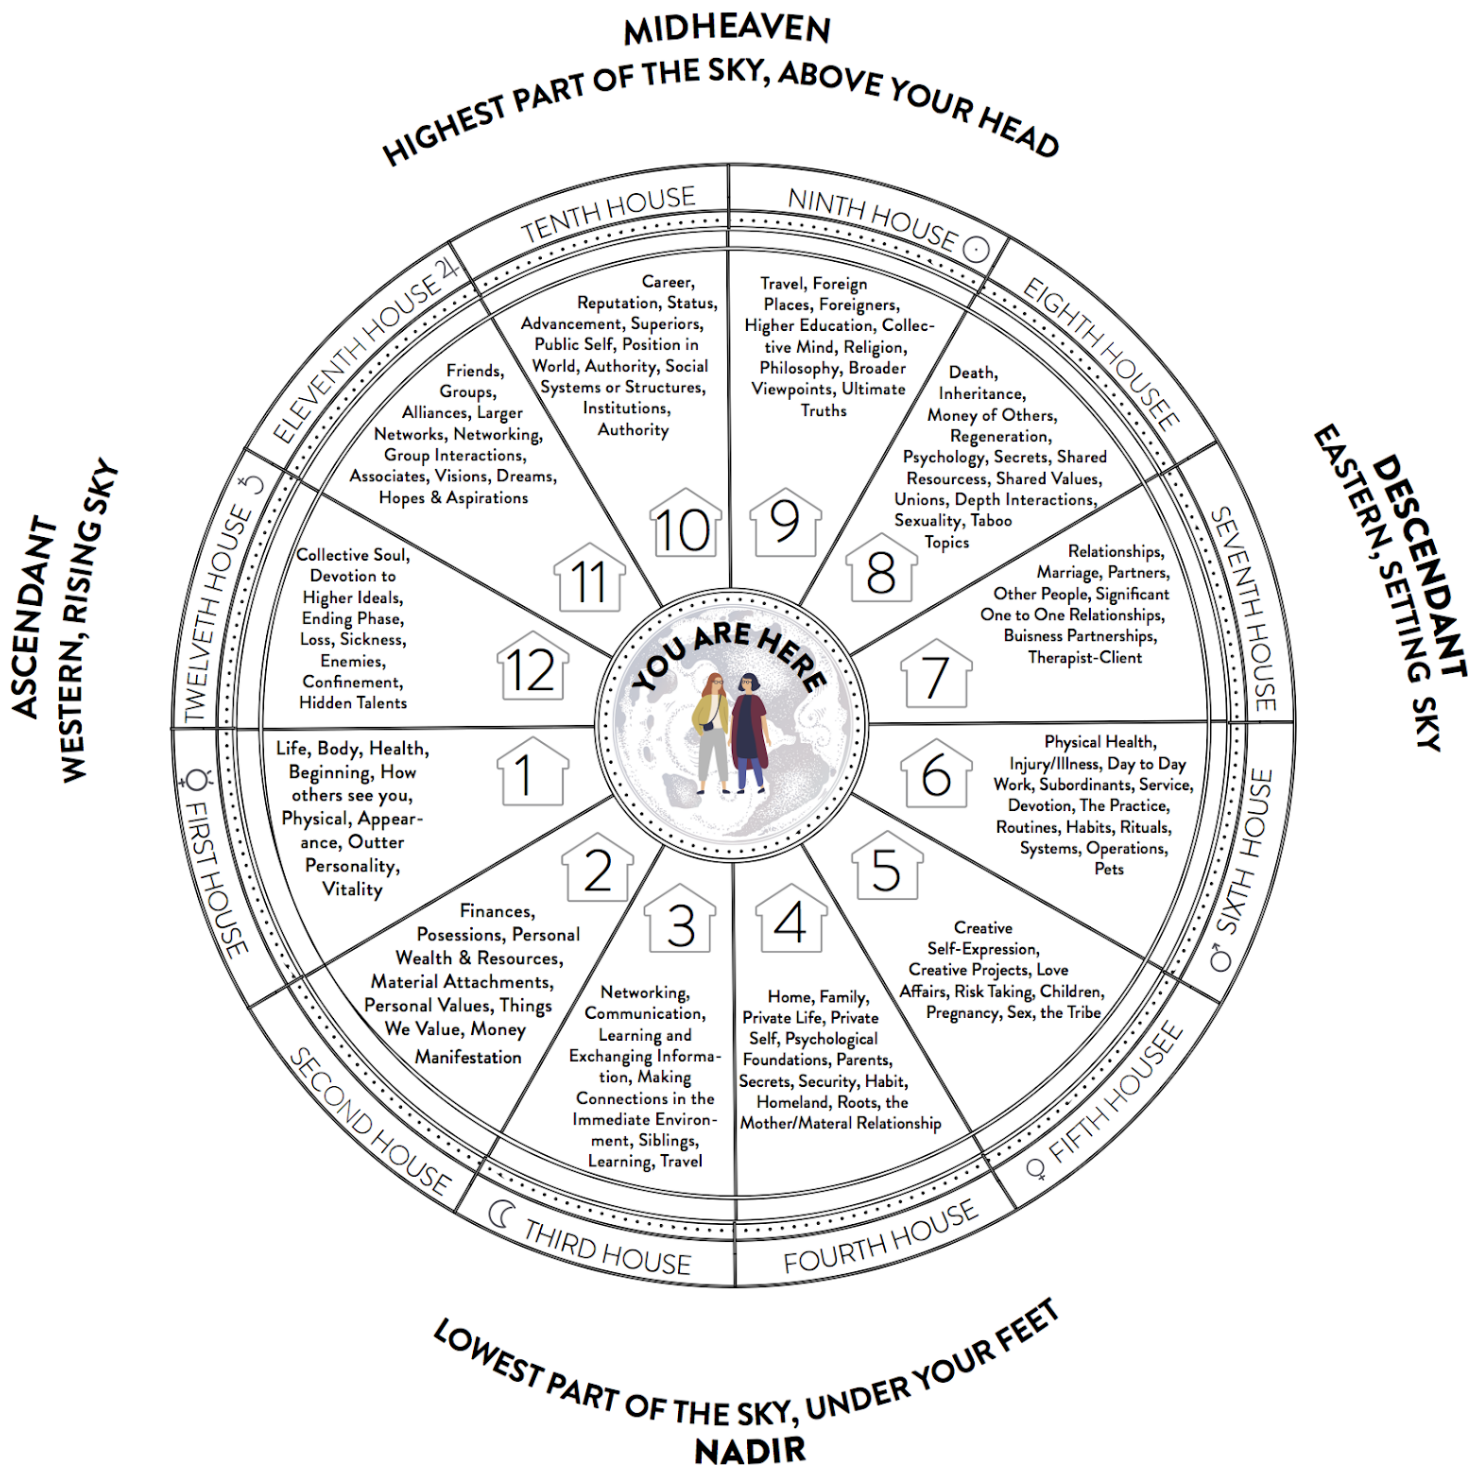 MIDHEAVEN
HIGHEST PART OF THE SKY, ABOVE YOUR HEAD
ASCENDANT
WESTERN, RISING SKY
DESCENDANT
EASTERN, SETTING SKY
TENTH HOUSE
NINTH HOUSE
EIGHTH HOUSEE
SEVENTH HOUSE
SIXTH HOUSE
FIFTH HOUSEE
FOURTH HOUSE
THIRD HOUSE
SECOND HOUSE
FIRST HOUSE
TWELVETH HOUSE
ELEVENTH HOUSE
Career,
Reputation, Status,
Advancement, Superiors,
Public Self, Position in
World, Authority, Social
Systems or Structures,
Institutions,
Authority
10
Travel, Foreign
Places, Foreigners,
Higher Education, Collec-
tive Mind, Religion,
Philosophy, Broader
Viewpoints, Ultimate
Truths
9
Death,
Inheritance,
Money of Others,
Regeneration,
Psychology, Secrets, Shared
Resourcess, Shared Values,
Unions, Depth Interactions,
Sexuality, Taboo
Topics
8
Relationships,
Marriage, Partners,
Other People, Significant
One to One Relationships,
Buisness Partnerships,
Therapist-Client
7
Physical Health,
Injury/Illness, Day to Day
Work, Subordinants, Service,
Devotion, The Practice,
Routines, Habits, Rituals,
Systems, Operations,
Pets
6
Creative
Self-Expression,
Creative Projects, Love
Affairs, Risk Taking, Children,
Pregnancy, Sex, the Tribe
5
Home, Family,
Private Life, Private
Self, Psychological
Foundations, Parents,
Secrets, Security, Habit,
Homeland, Roots, the
Mother/Materal Relationship
4
Networking,
Communication,
Learning and
Exchanging Informa-
tion, Making
Connections in the
Immediate Environ-
ment, Siblings,
Learning, Travel
3
Finances,
Posessions, Personal
Wealth & Resources,
Material Attachments,
Personal Values, Things
We Value, Money
Manifestation
2
Life, Body, Health,
Beginning, How
others see you,
Physical, Appear-
ance, Outter
Personality,
Vitality
1
Collective Soul,
Devotion to
Higher Ideals,
Ending Phase,
Loss, Sickness,
Enemies,
Confinement,
Hidden Talents
12
Friends,
Groups,
Alliances, Larger
Networks, Networking,
Group Interactions,
Associates, Visions, Dreams,
Hopes & Aspirations
11
YOU ARE HERE
LOWEST PART OF THE SKY, UNDER YOUR FEET
NADIR